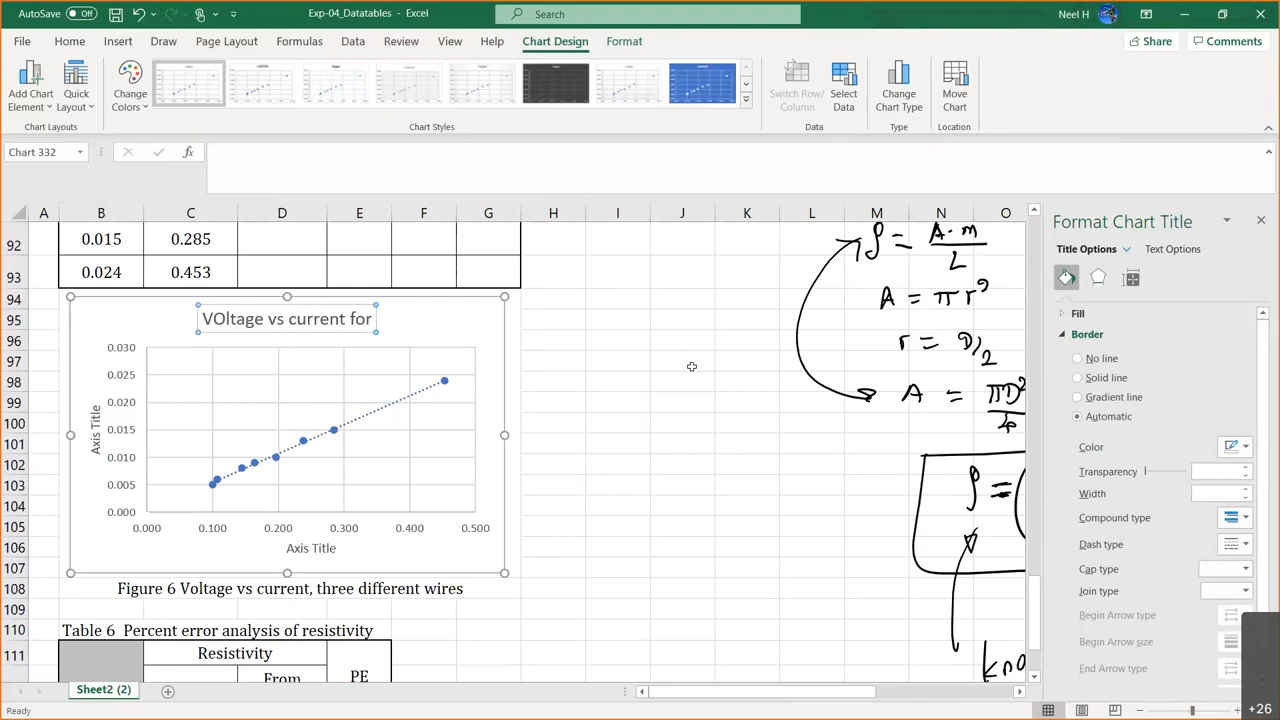 AutoSave Off Exp-04_Datatables - Excel Search Neel H
File Home Insert Draw Page Layout Formulas Data Review View Help Chart Design Format Share Comments
Add Chart Element Quick Layout Change Colors Switch Row/Column Select Data Change Chart Type Move Chart
Chart Layouts Chart Styles Data Type Location
Chart 332 fx
A B C D E F G H I J K L M N O
92 0.015 0.285
93 0.024 0.453
94
95
96
97
98
99
100
101
102
103
104
105
106
107
108
109
110
111
VOltage vs current for
0.030
0.025
0.020
0.015
0.010
0.005
0.000
Axis Title
0.000 0.100 0.200 0.300 0.400 0.500
Axis Title
Figure 6 Voltage vs current, three different wires
Table 6 Percent error analysis of resistivity
Resistivity
From
PE
ρ = A·m
L
A = π r²
r = D/2
A = πD²
4
ρ =
kno
Format Chart Title
Title Options Text Options
Fill
Border
No line
Solid line
Gradient line
Automatic
Color
Transparency
Width
Compound type
Dash type
Cap type
Join type
Begin Arrow type
Begin Arrow size
End Arrow type
Sheet2 (2)
Ready
+26